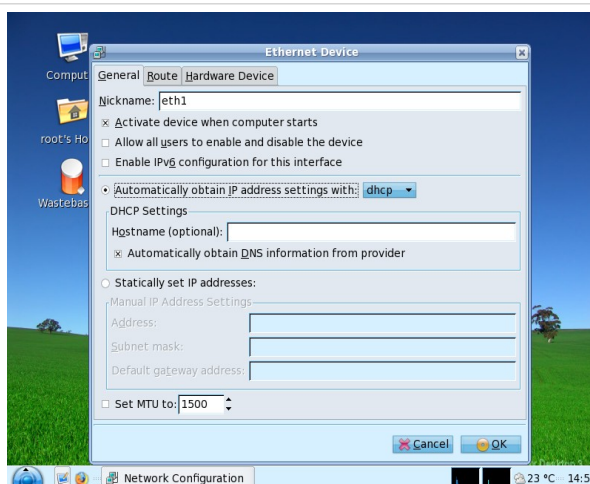 Ethernet Device
Comput
General Route Hardware Device
Nickname: eth1
Activate device when computer starts
root's Ho
Allow all users to enable and disable the device
Enable IPv6 configuration for this interface
Automatically obtain IP address settings with: dhcp
Wastebas
DHCP Settings
Hostname (optional):
Automatically obtain DNS information from provider
Statically set IP addresses:
Manual IP Address Settings
Address:
Subnet mask:
Default gateway address:
Set MTU to: 1500
Cancel OK
Network Configuration 23 °C 14:5